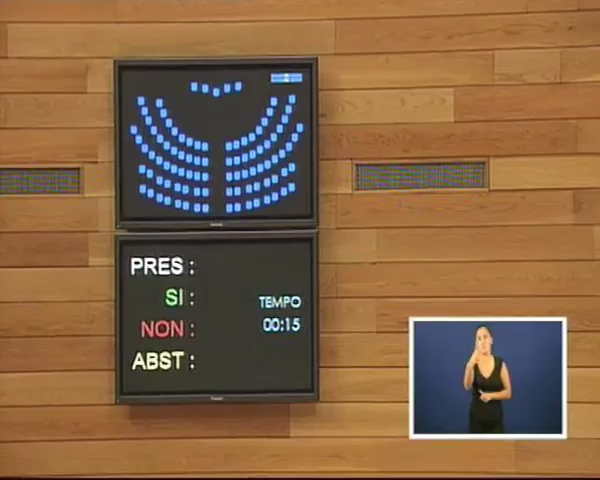 PRES :
SI :
NON :
ABST :
TEMPO
00:15